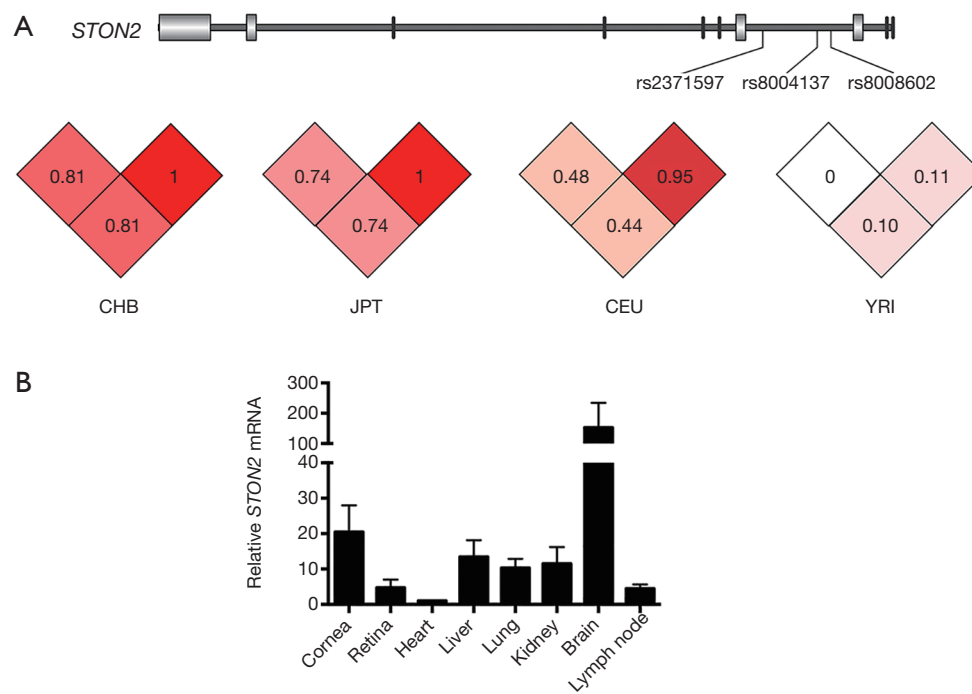 A
STON2
rs2371597 rs8004137 rs8008602
0.81 1
0.81
CHB
0.74 1
0.74
JPT
0.48 0.95
0.44
CEU
0 0.11
0.10
YRI
B
Relative STON2 mRNA
300
200
100
40
30
20
10
0
Cornea
Retina
Heart
Liver
Lung
Kidney
Brain
Lymph node